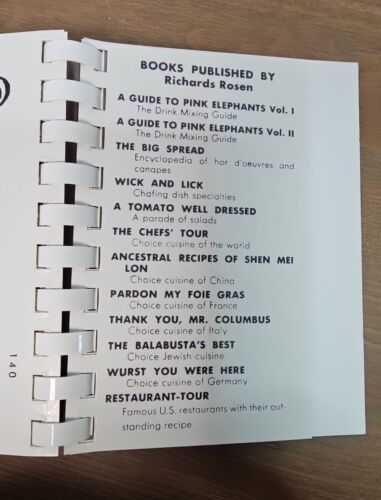 BOOKS PUBLISHED BY
Richards Rosen
A GUIDE TO PINK ELEPHANTS Vol. I
The Drink Mixing Guide
A GUIDE TO PINK ELEPHANTS Vol. II
The Drink Mixing Guide
THE BIG SPREAD
Encyclopedia of hor d'oeuvres and
canapes
WICK AND LICK
Chafing dish specialties
A TOMATO WELL DRESSED
A parade of salads
THE CHEFS' TOUR
Choice cuisine of the world
ANCESTRAL RECIPES OF SHEN MEI
LON
Choice cuisine of China
PARDON MY FOIE GRAS
Choice cuisine of France
THANK YOU, MR. COLUMBUS
Choice cuisine of Italy
THE BALABUSTA'S BEST
Choice Jewish cuisine
WURST YOU WERE HERE
Choice cuisine of Germany
RESTAURANT-TOUR
Famous U.S. restaurants with their out-
standing recipe
140